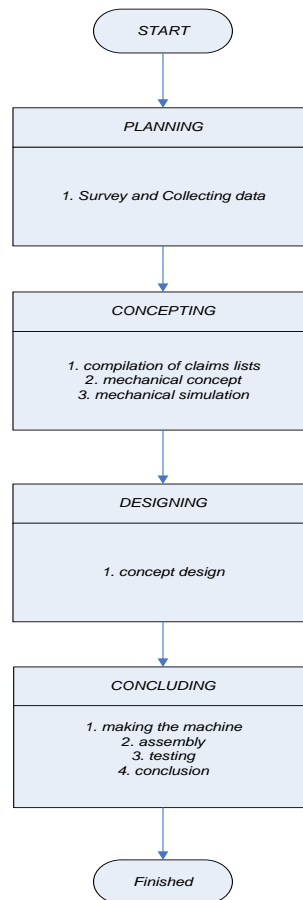 START
PLANNING
1. Survey and Collecting data
CONCEPTING
1. compilation of claims lists
2. mechanical concept
3. mechanical simulation
DESIGNING
1. concept design
CONCLUDING
1. making the machine
2. assembly
3. testing
4. conclusion
Finished